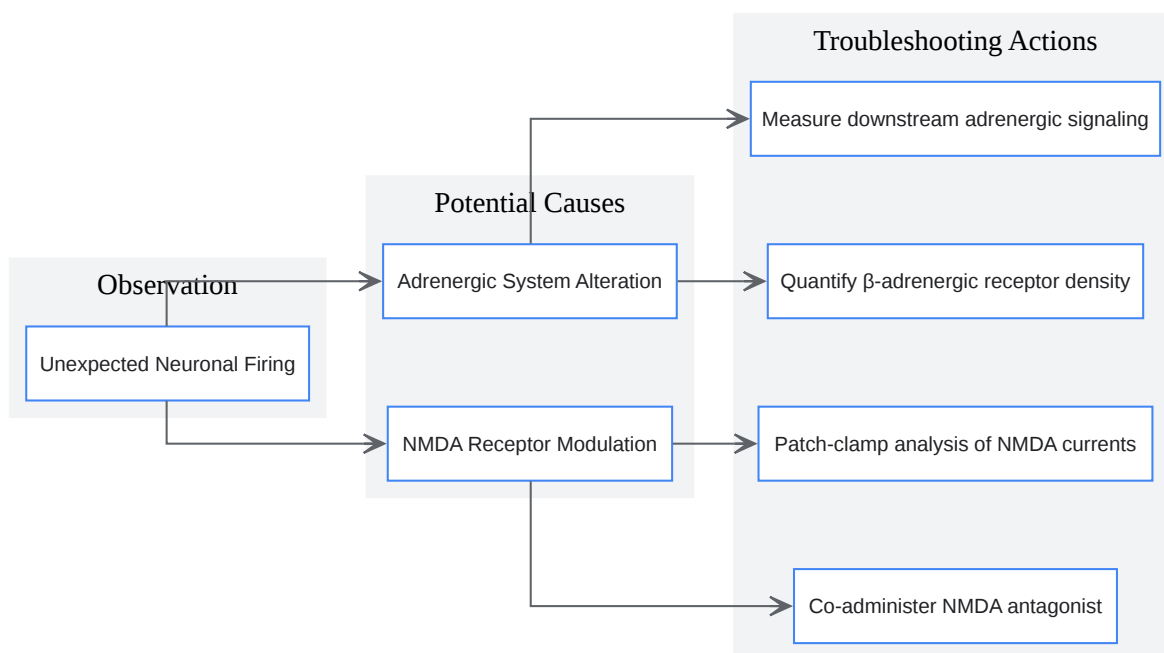 Observation
Unexpected Neuronal Firing
Potential Causes
Adrenergic System Alteration
NMDA Receptor Modulation
Troubleshooting Actions
Measure downstream adrenergic signaling
Quantify β-adrenergic receptor density
Patch-clamp analysis of NMDA currents
Co-administer NMDA antagonist